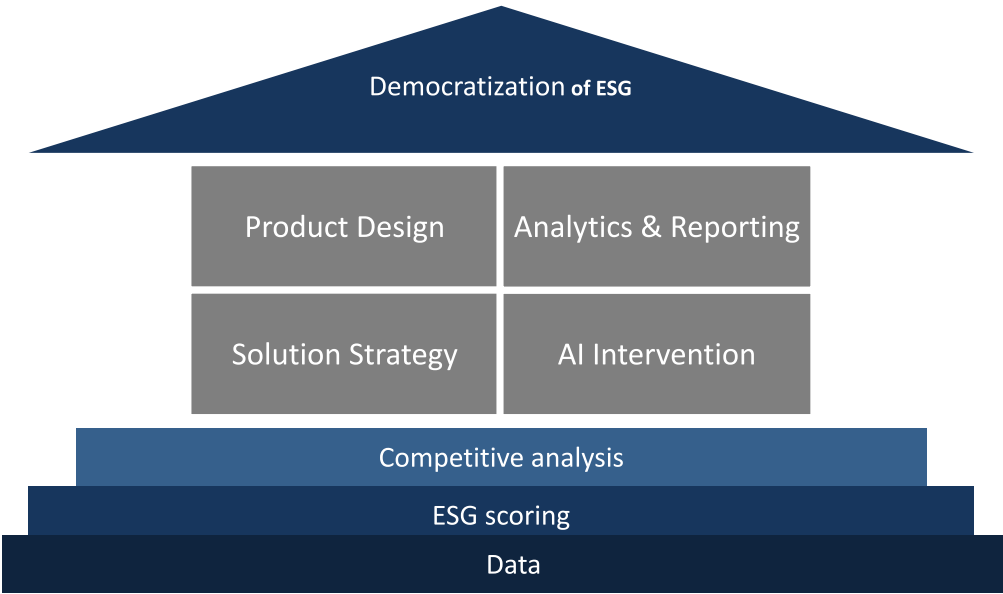 Democratization of ESG
Product Design
Analytics & Reporting
Solution Strategy
AI Intervention
Competitive analysis
ESG scoring
Data